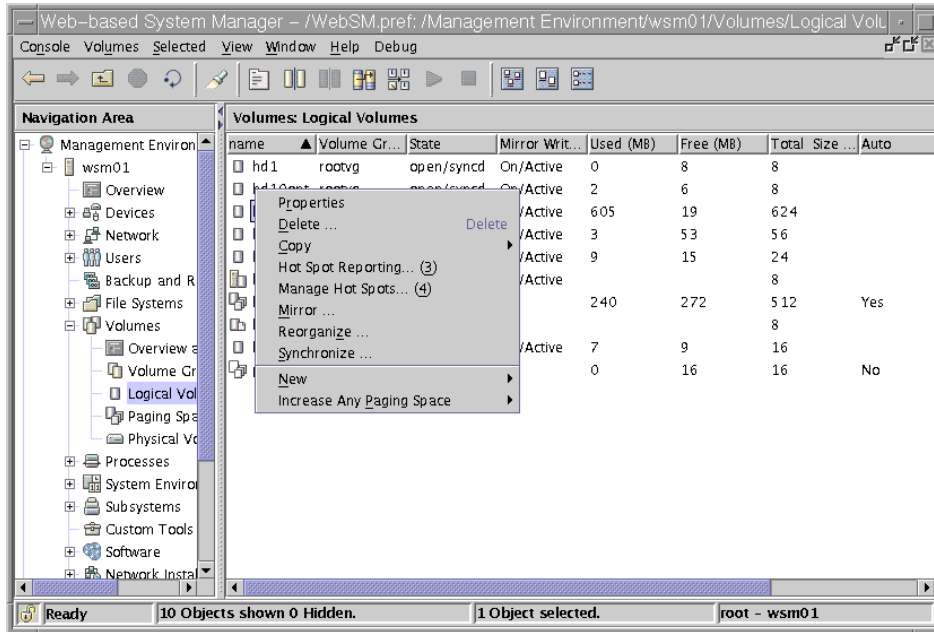 Web-based System Manager - /WebSM.pref: /Management Environment/wsm01/Volumes/Logical Volu
Console Volumes Selected View Window Help Debug
Navigation Area
Management Environ
wsm01
Overview
Devices
Network
Users
Backup and R
File Systems
Volumes
Overview a
Volume Gr
Logical Vol
Paging Spa
Physical Vo
Processes
System Enviro
Subsystems
Custom Tools
Software
Network Instal
Volumes: Logical Volumes
name Volume Gr... State Mirror Writ... Used (MB) Free (MB) Total Size ... Auto
hd1 rootvg open/syncd On/Active 0 8 8
hd10opt rootvg open/syncd On/Active 2 6 8
/Active 605 19 624
/Active 3 53 56
/Active 9 15 24
/Active 8
240 272 512 Yes
8
/Active 7 9 16
0 16 16 No
Properties
Delete ... Delete
Copy
Hot Spot Reporting... (3)
Manage Hot Spots... (4)
Mirror ...
Reorganize ...
Synchronize ...
New
Increase Any Paging Space
Ready 10 Objects shown 0 Hidden. 1 Object selected. root - wsm01